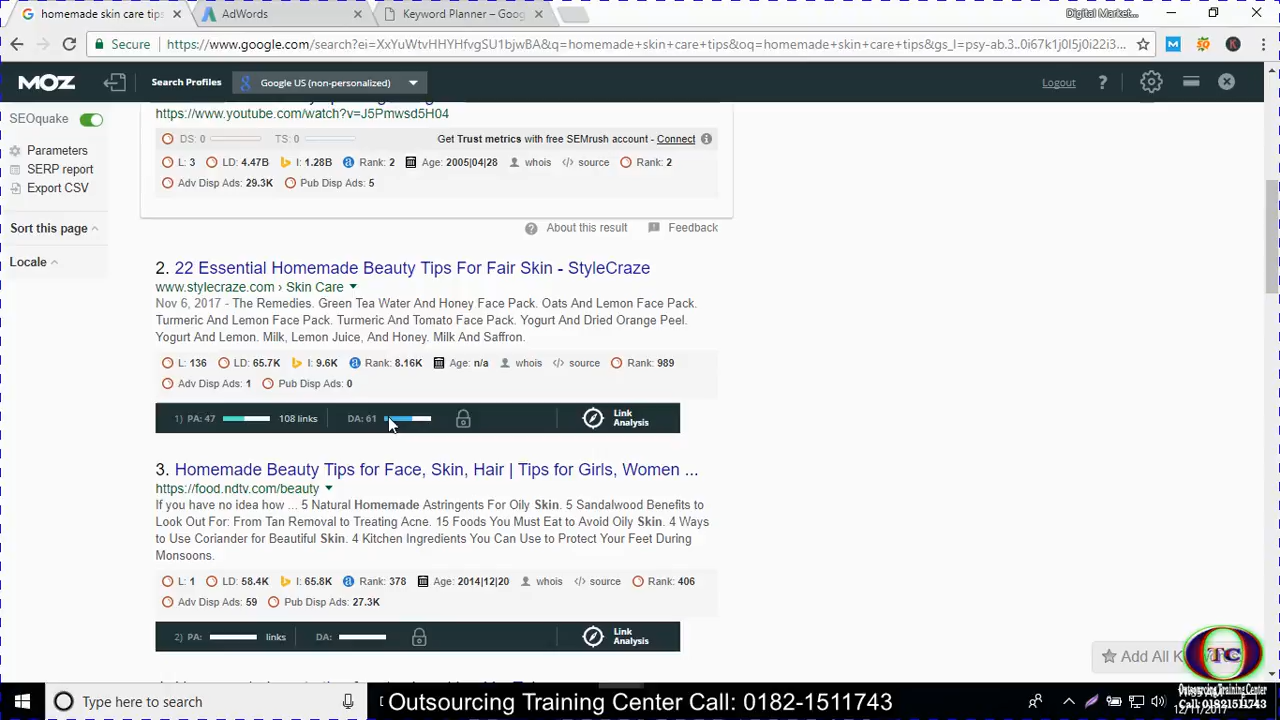 homemade skin care tips
AdWords
Keyword Planner – Goog
Digital Market...
Secure
https://www.google.com/search?ei=XxYuWtvHHYHfvgSU1bjwBA&q=homemade+skin+care+tips&oq=homemade+skin+care+tips&gs_l=psy-ab.3..0i67k1j0l5j0i22i3...
MOZ
Search Profiles
Google US (non-personalized)
Logout
SEOquake
Parameters
SERP report
Export CSV
Sort this page
Locale
https://www.youtube.com/watch?v=J5Pmwsd5H04
DS: 0 TS: 0 Get Trust metrics with free SEMrush account - Connect
L: 3 LD: 4.47B I: 1.28B Rank: 2 Age: 2005|04|28 whois </> source Rank: 2
Adv Disp Ads: 29.3K Pub Disp Ads: 5
About this result Feedback
2. 22 Essential Homemade Beauty Tips For Fair Skin - StyleCraze
www.stylecraze.com › Skin Care
Nov 6, 2017 - The Remedies. Green Tea Water And Honey Face Pack. Oats And Lemon Face Pack.
Turmeric And Lemon Face Pack. Turmeric And Tomato Face Pack. Yogurt And Dried Orange Peel.
Yogurt And Lemon. Milk, Lemon Juice, And Honey. Milk And Saffron.
L: 136 LD: 65.7K I: 9.6K Rank: 8.16K Age: n/a whois </> source Rank: 989
Adv Disp Ads: 1 Pub Disp Ads: 0
1) PA: 47 108 links DA: 61 Link Analysis
3. Homemade Beauty Tips for Face, Skin, Hair | Tips for Girls, Women ...
https://food.ndtv.com/beauty
If you have no idea how ... 5 Natural Homemade Astringents For Oily Skin. 5 Sandalwood Benefits to
Look Out For: From Tan Removal to Treating Acne. 15 Foods You Must Eat to Avoid Oily Skin. 4 Ways
to Use Coriander for Beautiful Skin. 4 Kitchen Ingredients You Can Use to Protect Your Feet During
Monsoons.
L: 1 LD: 58.4K I: 65.8K Rank: 378 Age: 2014|12|20 whois </> source Rank: 406
Adv Disp Ads: 59 Pub Disp Ads: 27.3K
2) PA: links DA: Link Analysis
Add All
OTC
Outsourcing Training Center
Call: 01821511743
Type here to search
Outsourcing Training Center Call: 0182-1511743